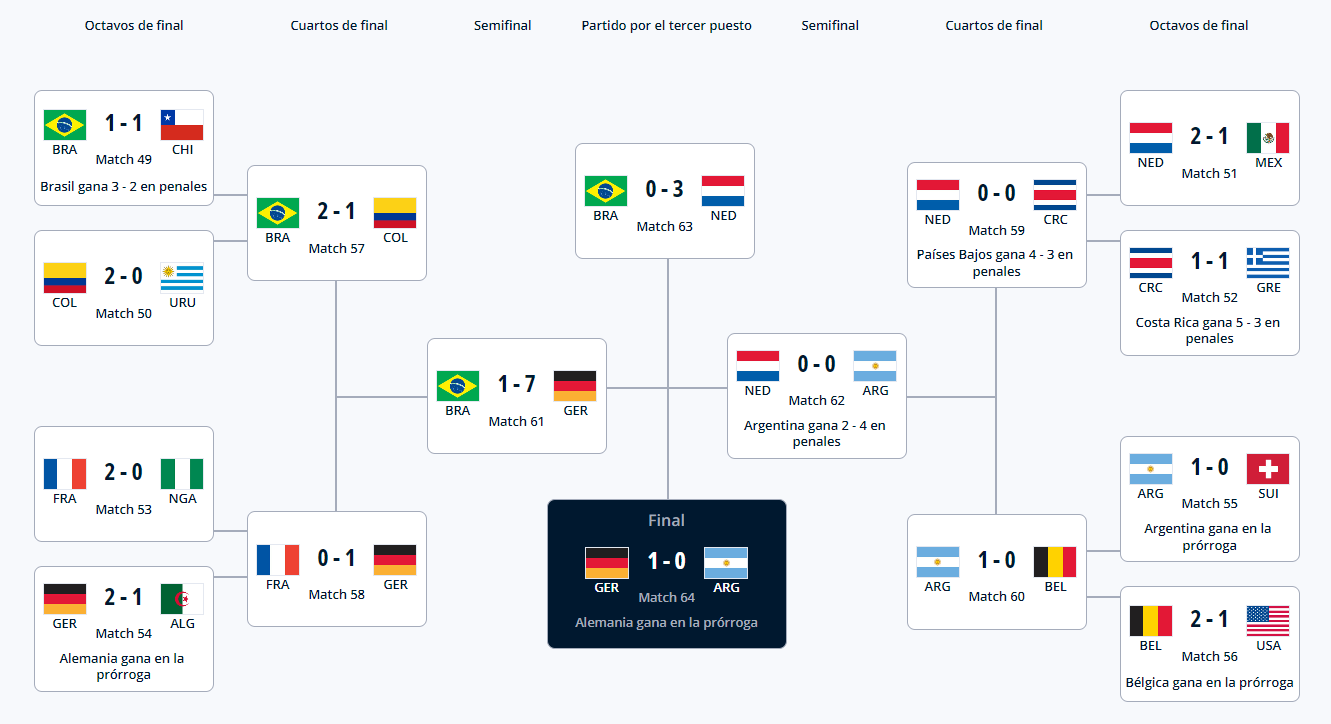 Octavos de final
Cuartos de final
Semifinal
Partido por el tercer puesto
Semifinal
Cuartos de final
Octavos de final
1 - 1
BRA CHI
Match 49
Brasil gana 3 - 2 en penales
2 - 0
COL URU
Match 50
2 - 0
FRA NGA
Match 53
2 - 1
GER ALG
Match 54
Alemania gana en la
prórroga
2 - 1
BRA COL
Match 57
0 - 1
FRA GER
Match 58
1 - 7
BRA GER
Match 61
0 - 3
BRA NED
Match 63
Final
1 - 0
GER ARG
Match 64
Alemania gana en la prórroga
0 - 0
NED ARG
Match 62
Argentina gana 2 - 4 en
penales
0 - 0
NED CRC
Match 59
Países Bajos gana 4 - 3 en
penales
1 - 0
ARG BEL
Match 60
2 - 1
NED MEX
Match 51
1 - 1
CRC GRE
Match 52
Costa Rica gana 5 - 3 en
penales
1 - 0
ARG SUI
Match 55
Argentina gana en la
prórroga
2 - 1
BEL USA
Match 56
Bélgica gana en la prórroga